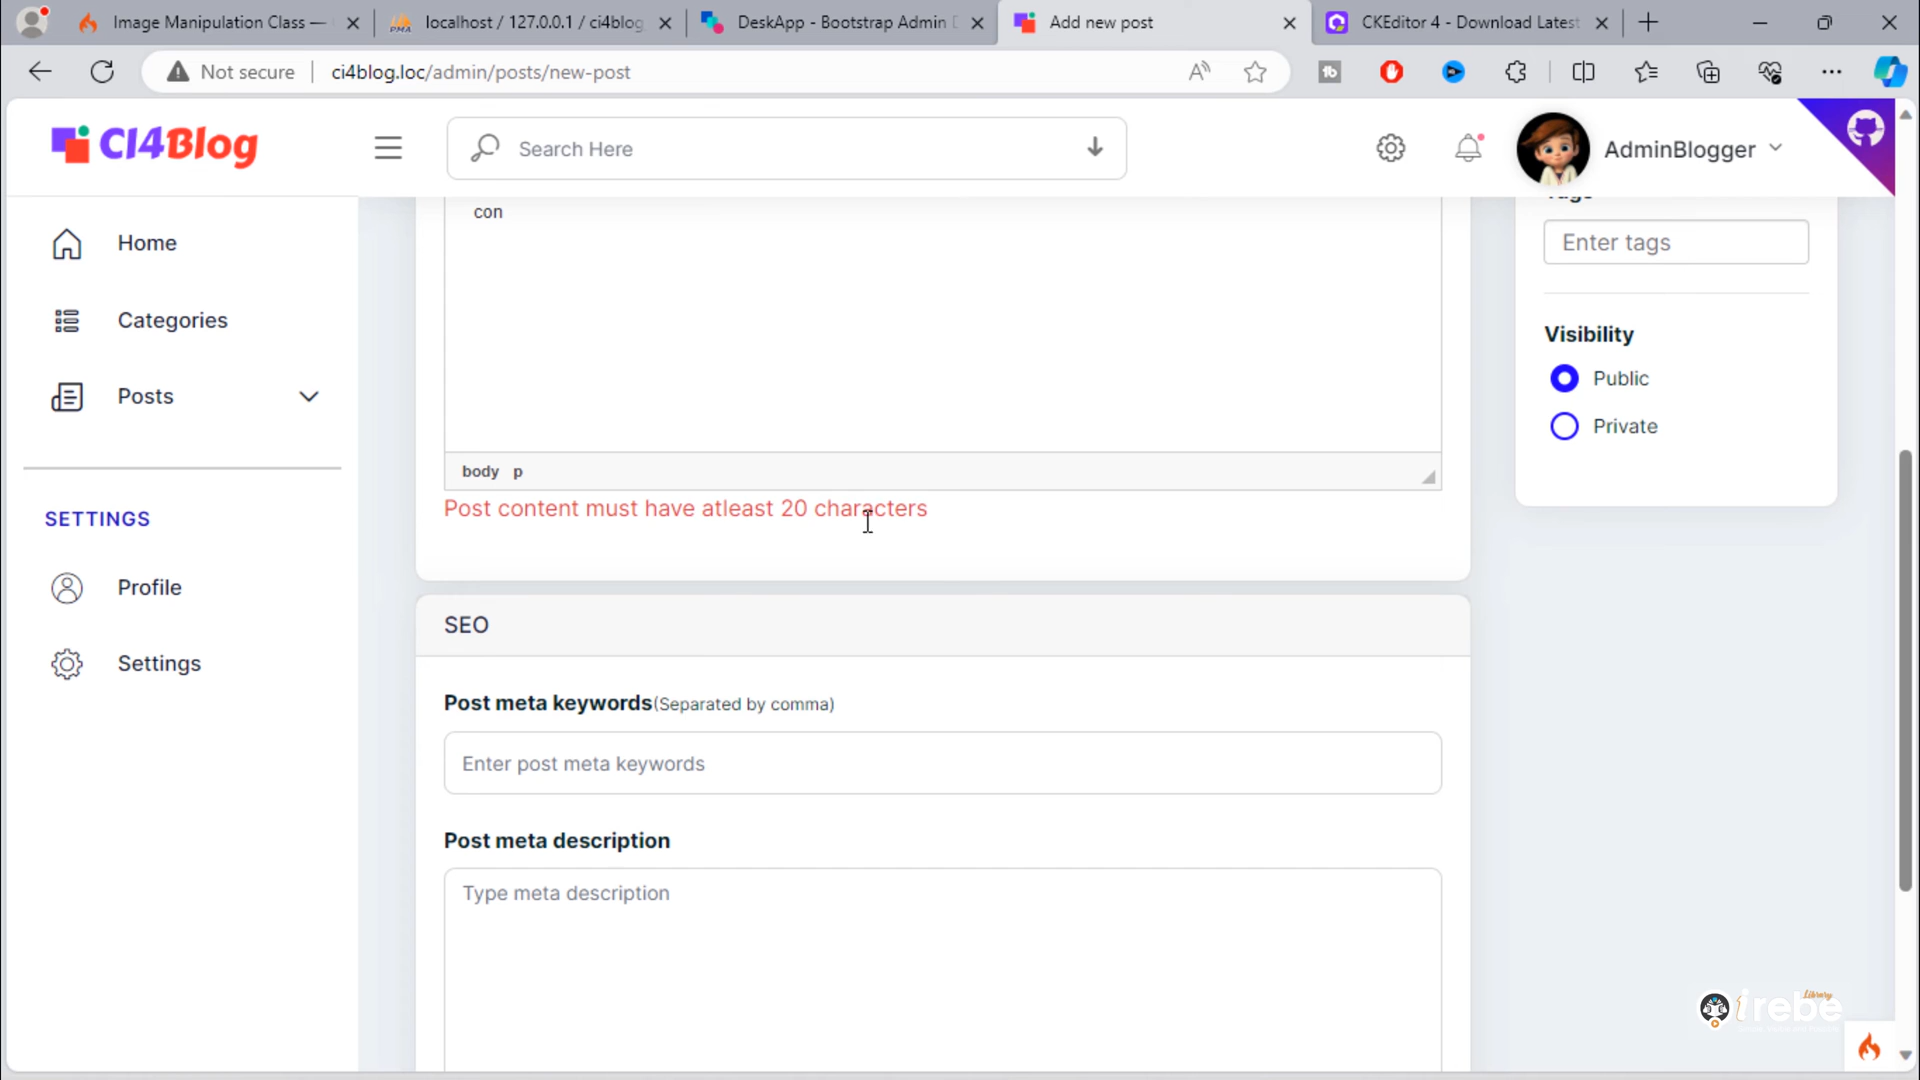 Image Manipulation Class —
localhost / 127.0.0.1 / ci4blog
DeskApp - Bootstrap Admin D
Add new post
CKEditor 4 - Download Latest
Not secure
ci4blog.loc/admin/posts/new-post
CI4Blog
Search Here
AdminBlogger
Home
Categories
Posts
SETTINGS
Profile
Settings
con
body p
Post content must have atleast 20 characters
SEO
Post meta keywords(Separated by comma)
Enter post meta keywords
Post meta description
Type meta description
Enter tags
Visibility
Public
Private
irebe
Library